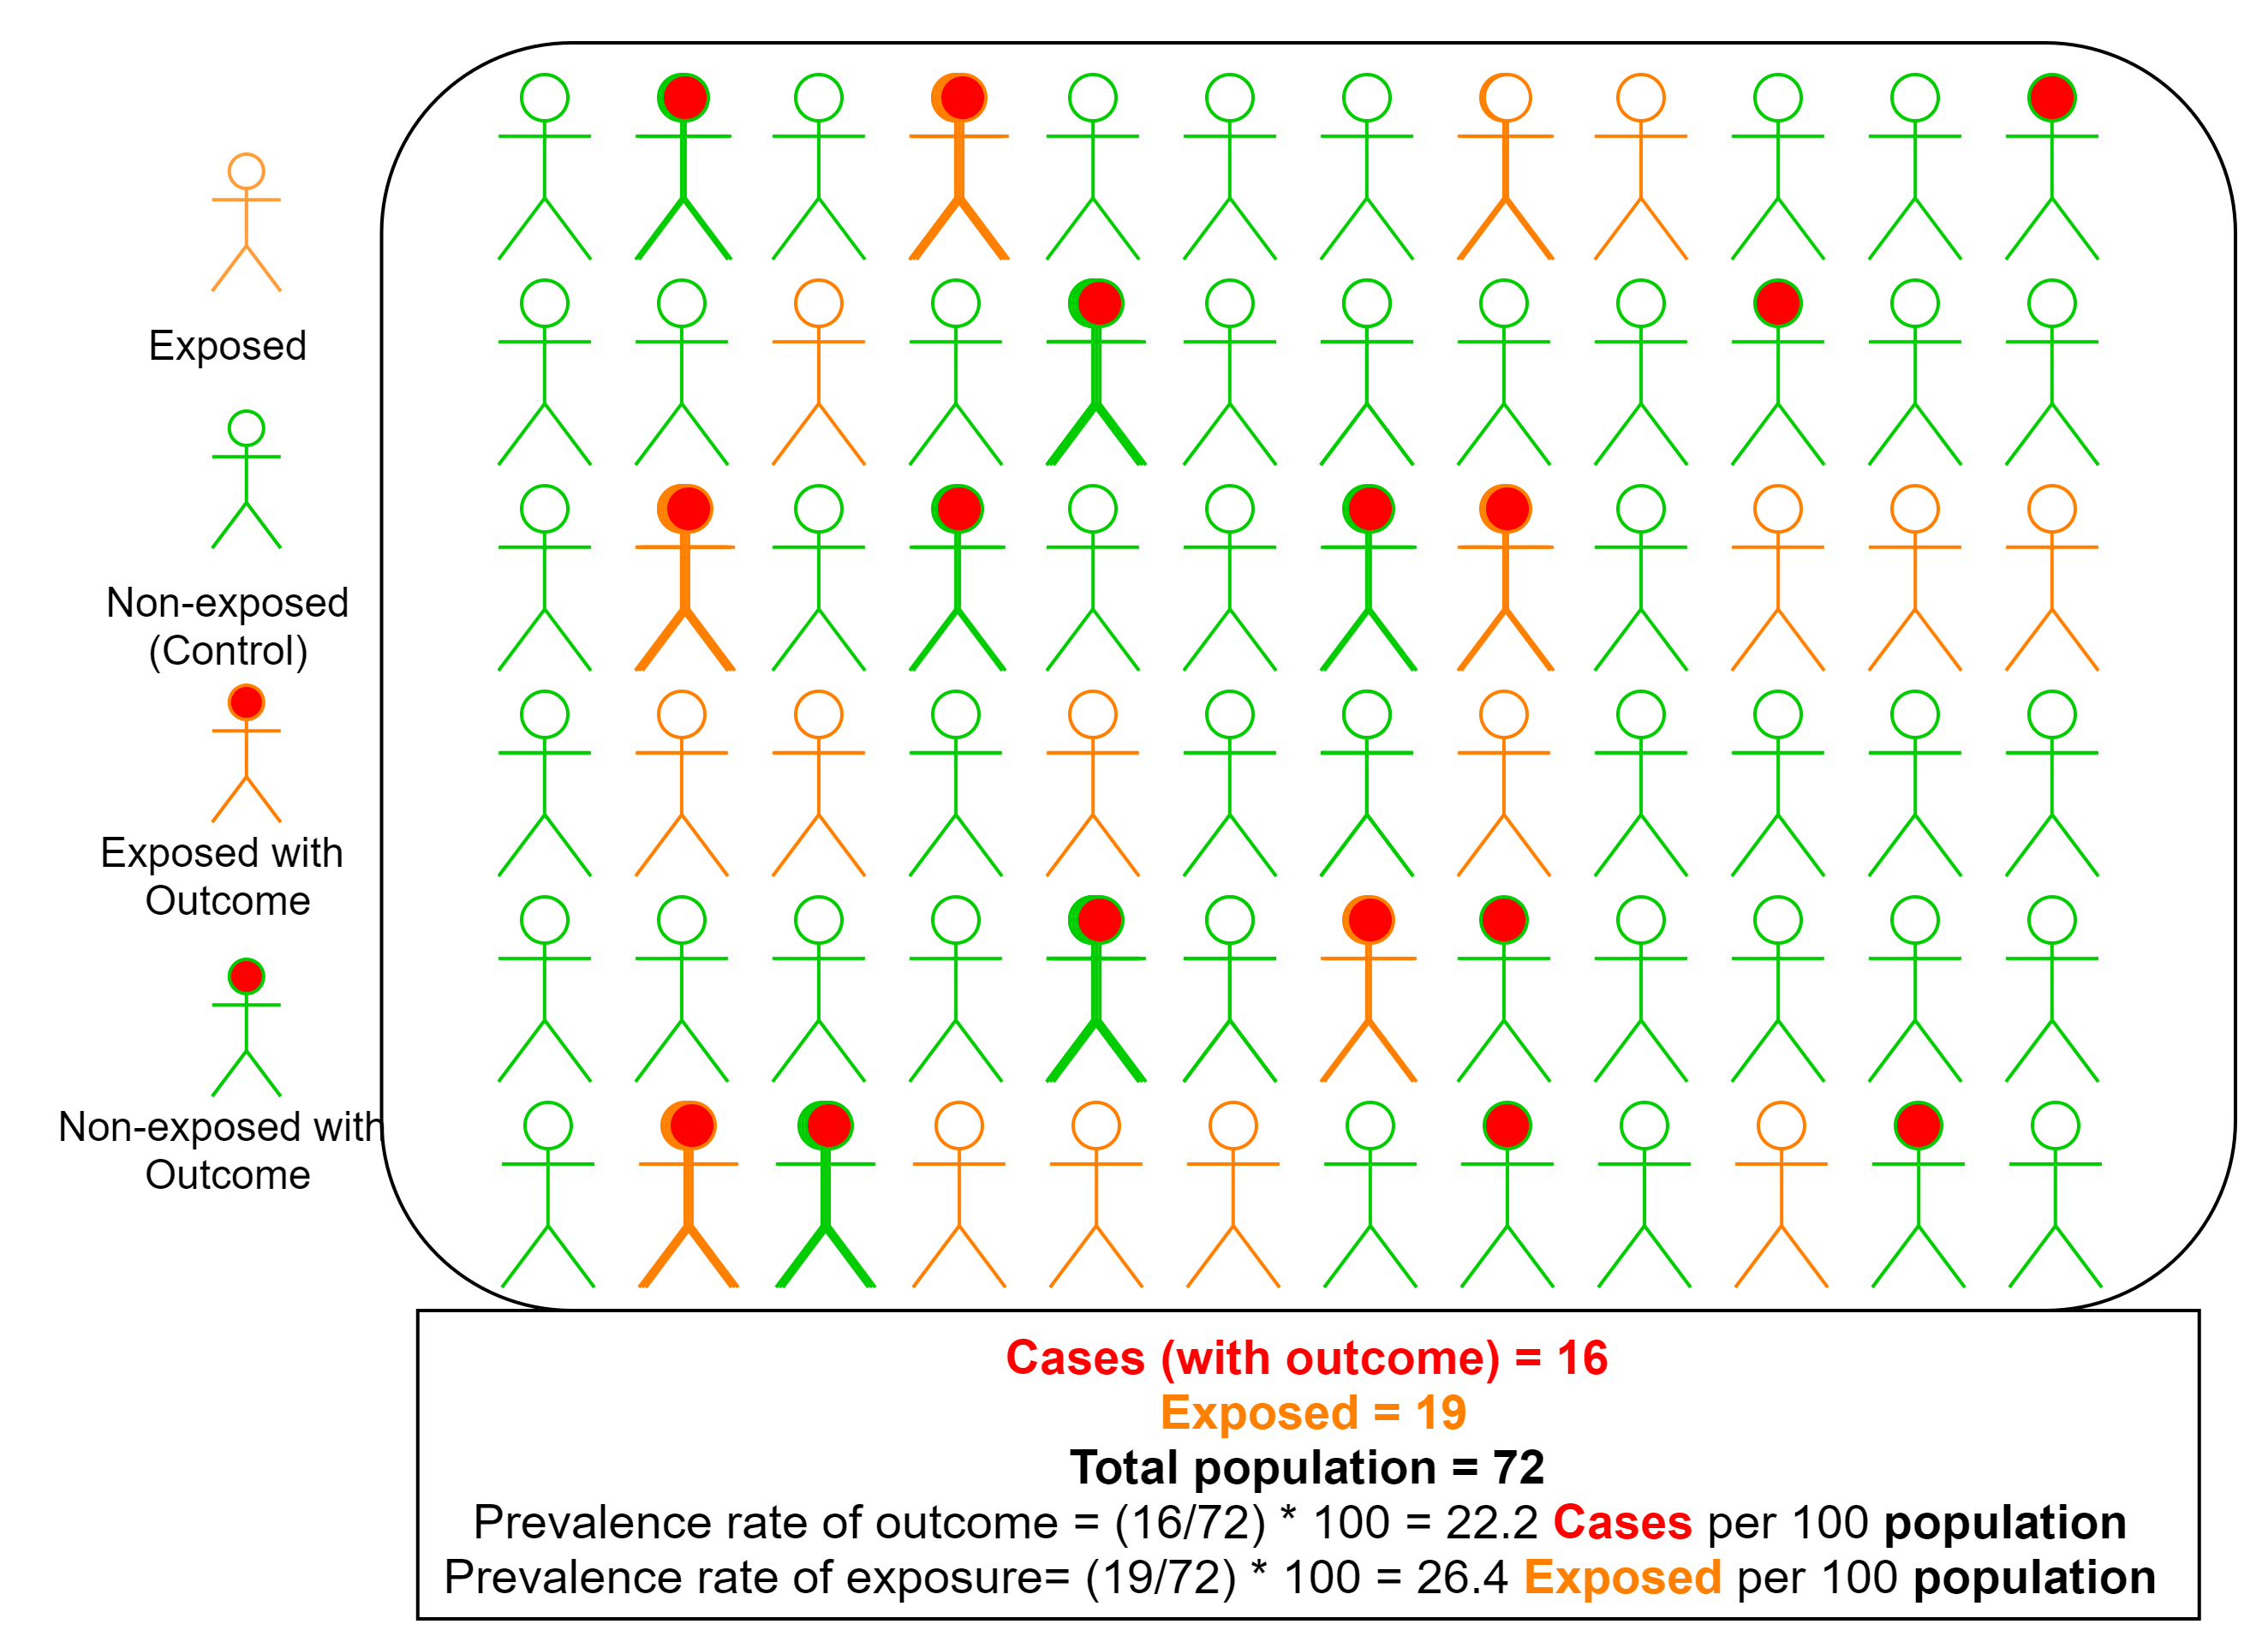 Exposed
Non-exposed
(Control)
Exposed with
Outcome
Non-exposed with
Outcome
Cases (with outcome) = 16
Exposed = 19
Total population = 72
Prevalence rate of outcome = (16/72) * 100 = 22.2 Cases per 100 population
Prevalence rate of exposure= (19/72) * 100 = 26.4 Exposed per 100 population